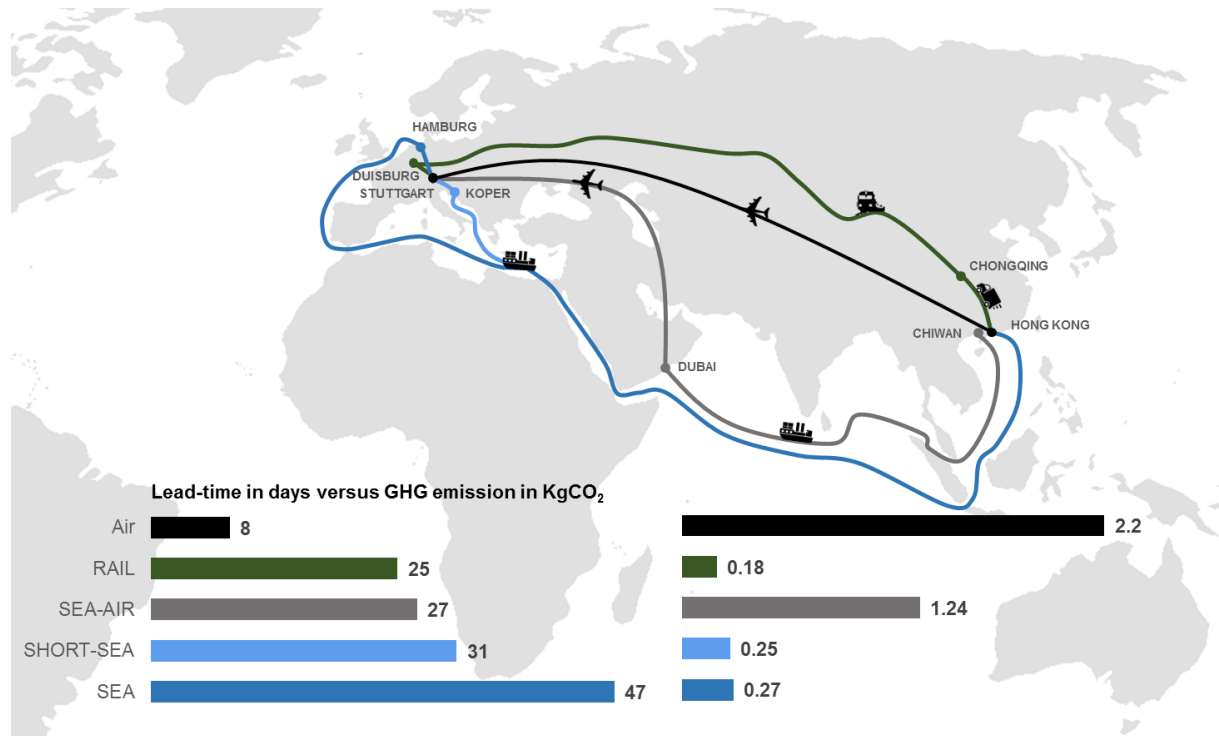 HAMBURG
DUISBURG
STUTTGART
KOPER
CHONGQING
HONG KONG
CHIWAN
DUBAI
Lead-time in days versus GHG emission in KgCO₂
Air 8 2.2
RAIL 25 0.18
SEA-AIR 27 1.24
SHORT-SEA 31 0.25
SEA 47 0.27